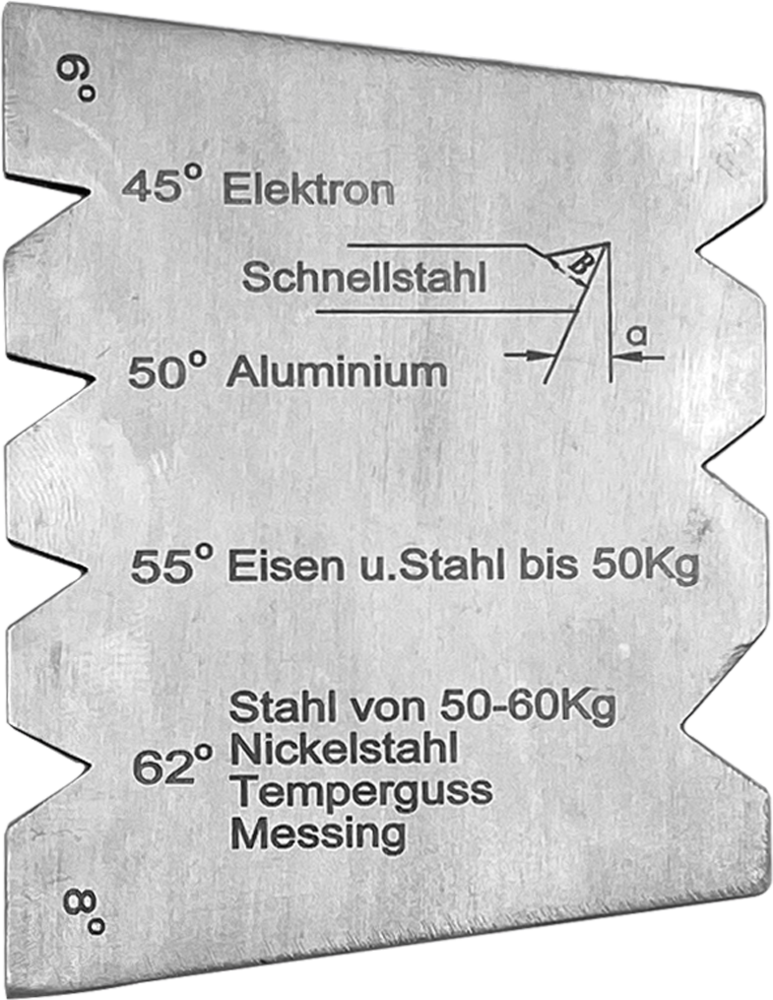 6°
45° Elektron
Schnellstahl
B
a
50° Aluminium
55° Eisen u.Stahl bis 50Kg
Stahl von 50-60Kg
62° Nickelstahl
Temperguss
Messing
8°